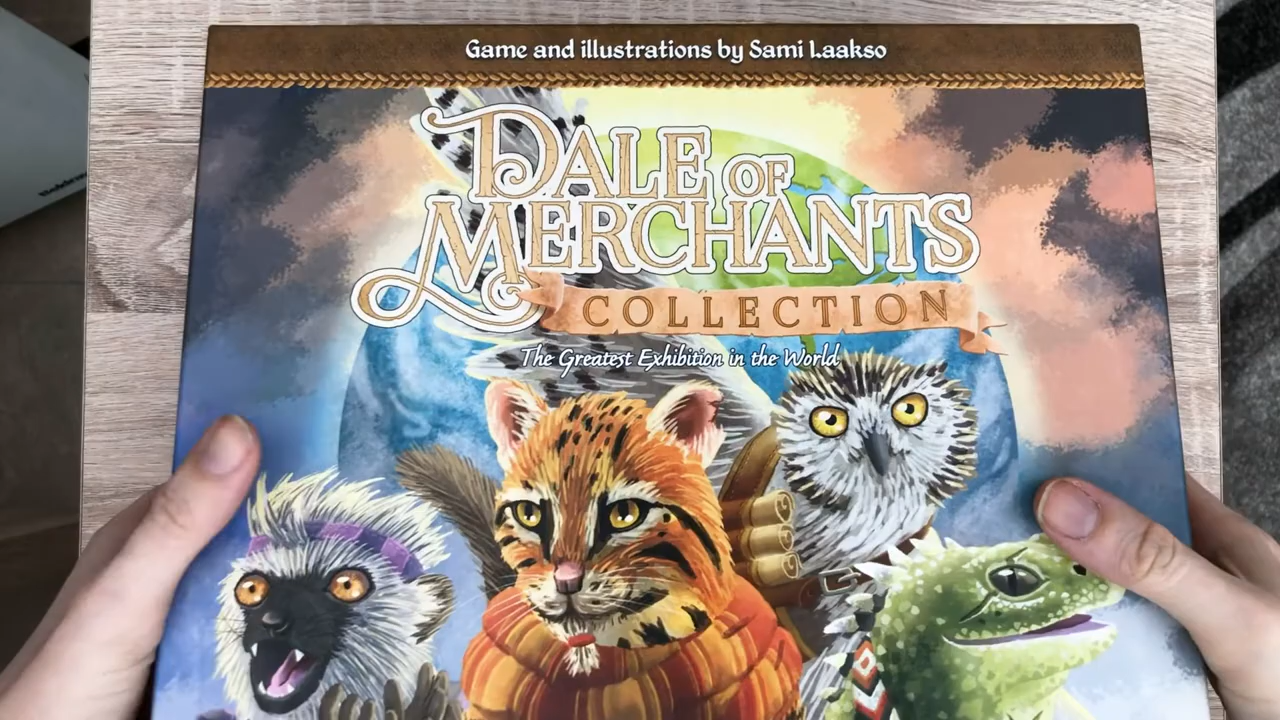 Game and illustrations by Sami Laakso
DALE OF
MERCHANTS
COLLECTION
The Greatest Exhibition in the World